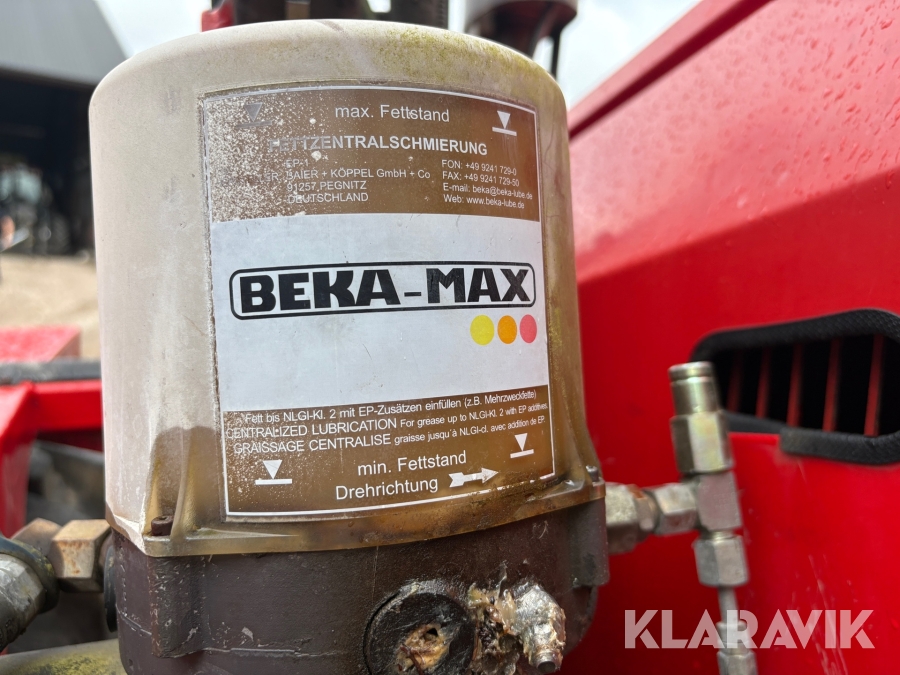 max. Fettstand
FETTZENTRALSCHMIERUNG
EP-1
BAIER + KÖPPEL GmbH + Co
91257 PEGNITZ
DEUTSCHLAND
FON: +49 9241 729-0
FAX: +49 9241 729-50
E-mail: beka@beka-lube.de
Web: www.beka-lube.de
BEKA-MAX
Fett bis NLGI-Kl. 2 mit EP-Zusätzen einfüllen (z.B. Mehrzweckfette)
CENTRALIZED LUBRICATION For grease up to NLGI-cl. 2 with EP additives
GRAISSAGE CENTRALISE graisse jusqu'à NLGI-cl. avec addition de EP
min. Fettstand
Drehrichtung
KLARAVIK